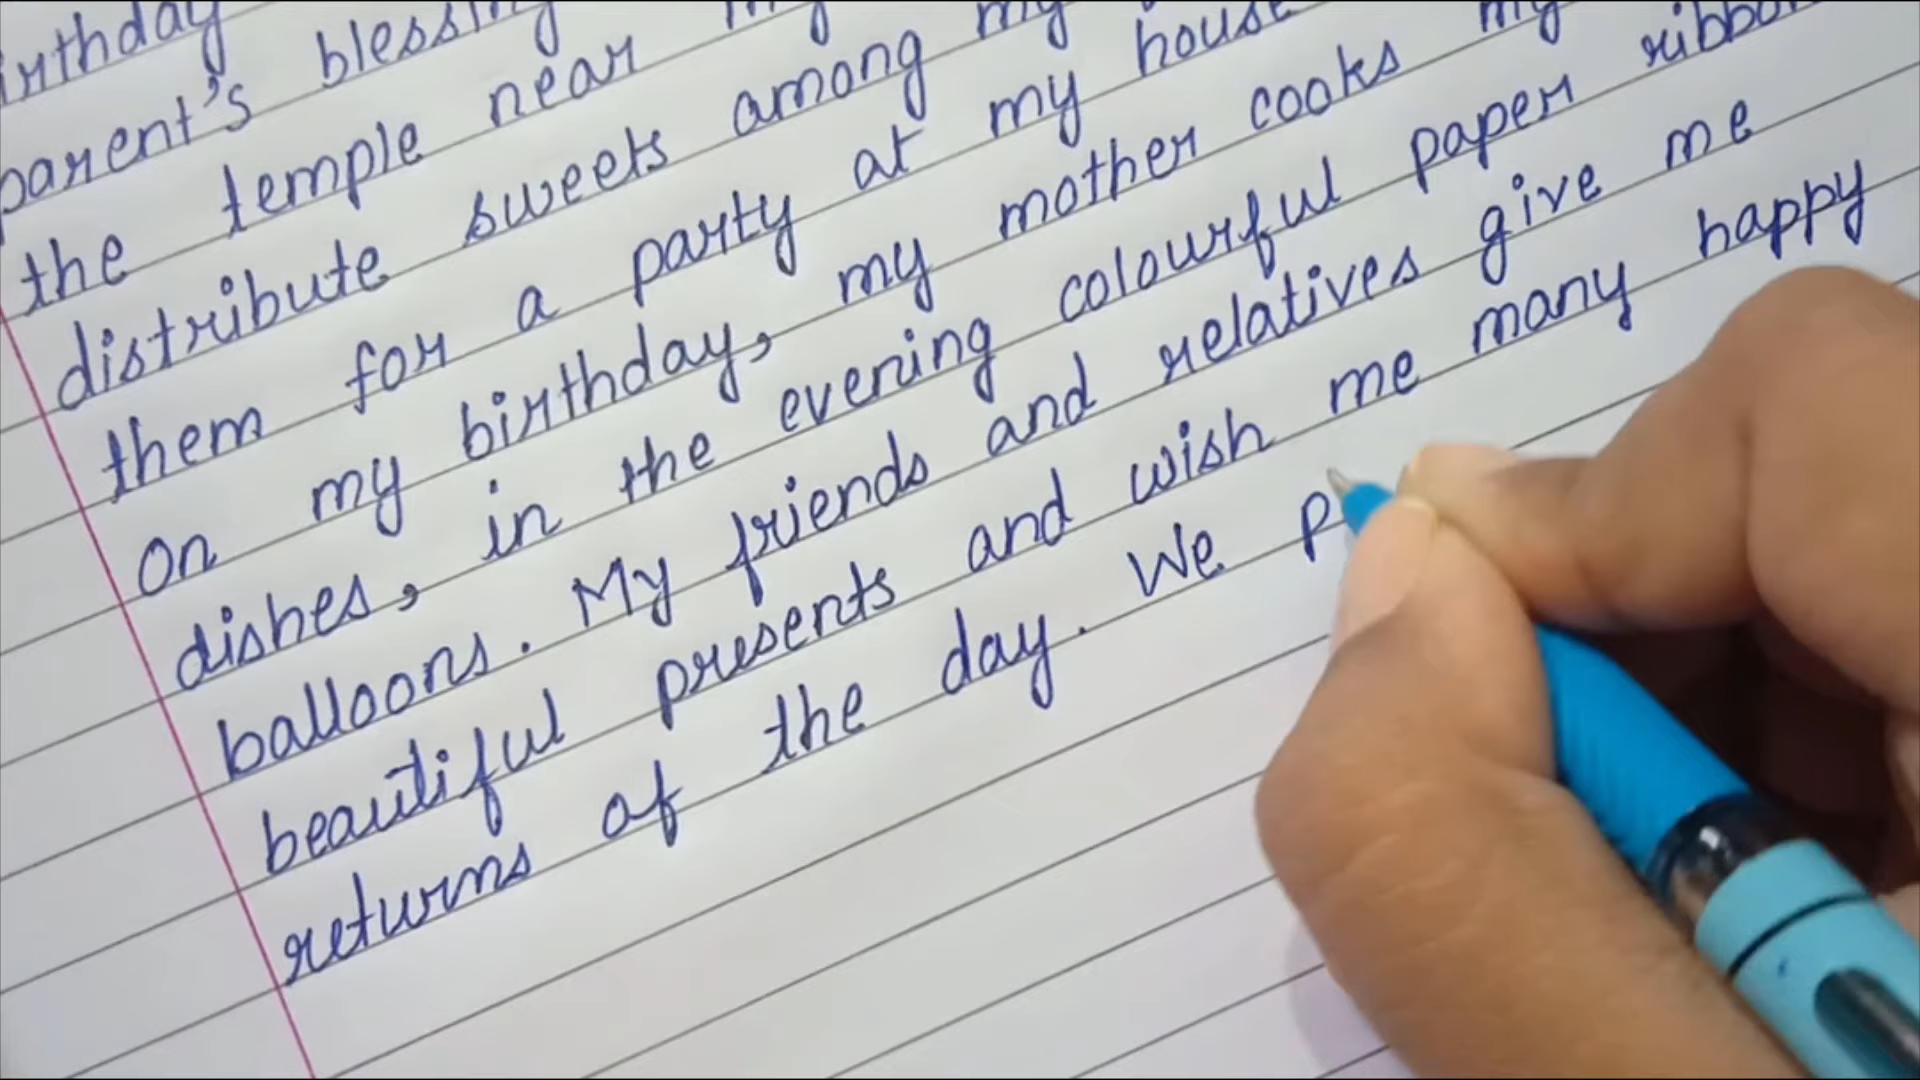 birthday
parent's blessing
the temple near my
distribute sweets among my
them for a party at my house
on my birthday, my mother cooks my
dishes, in the evening colourful paper ribbon
balloons. My friends and relatives give me
beautiful presents and wish me many happy
returns of the day. We p